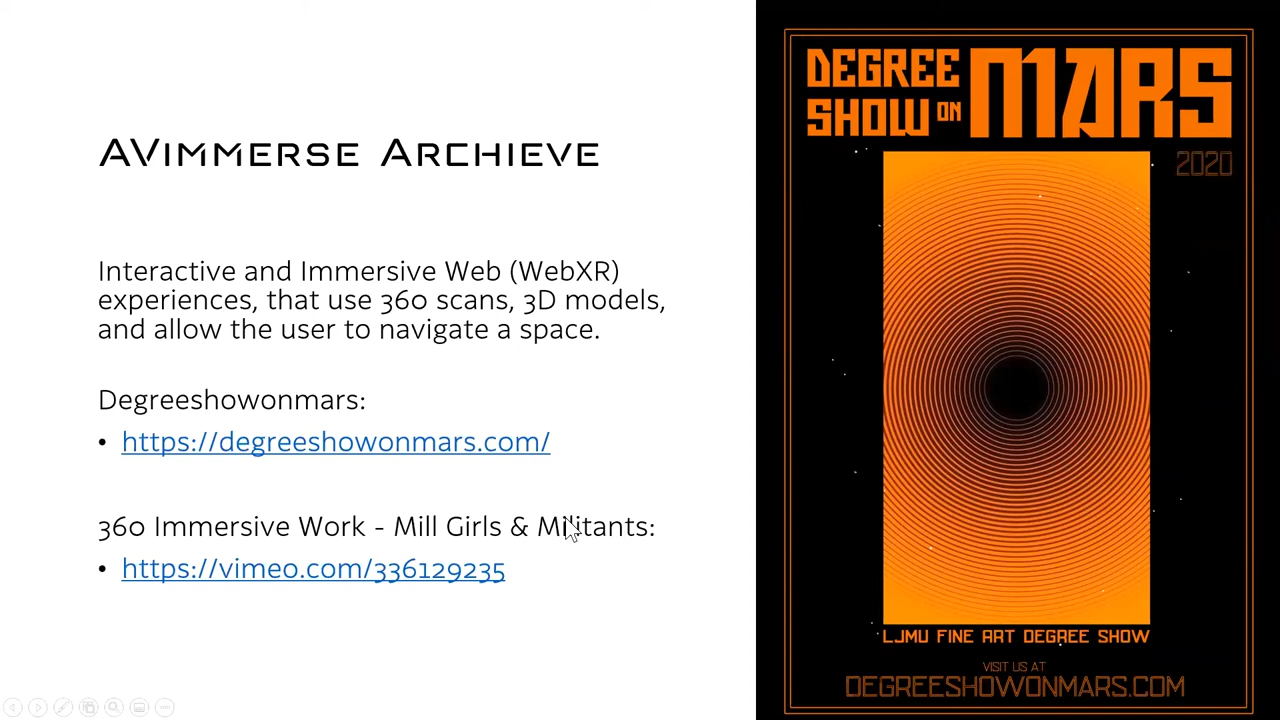 AVimmerse Archieve
Interactive and Immersive Web (WebXR)
experiences, that use 360 scans, 3D models,
and allow the user to navigate a space.
Degreeshowonmars:
• https://degreeshowonmars.com/
360 Immersive Work - Mill Girls & Militants:
• https://vimeo.com/336129235
DEGREE
SHOW ON MARS
2020
LJMU FINE ART DEGREE SHOW
VISIT US AT
DEGREESHOWONMARS.COM